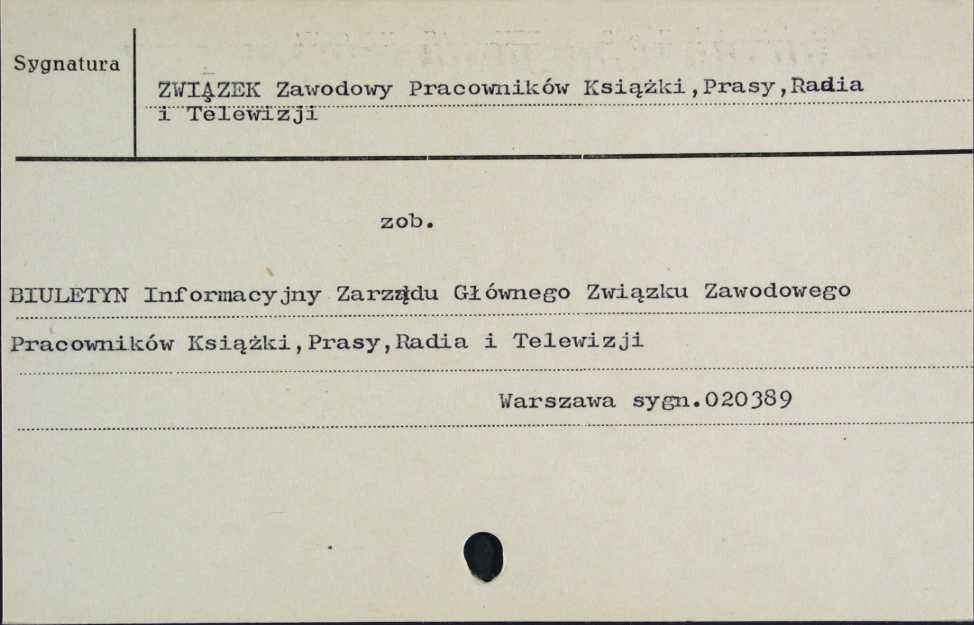 Sygnatura
ZWIĄZEK Zawodowy Pracowników Książki,Prasy,Radia
i Telewizji
zob.
BIULETYN Informacyjny Zarządu Głównego Związku Zawodowego
Pracowników Książki,Prasy,Radia i Telewizji
Warszawa sygn.020389